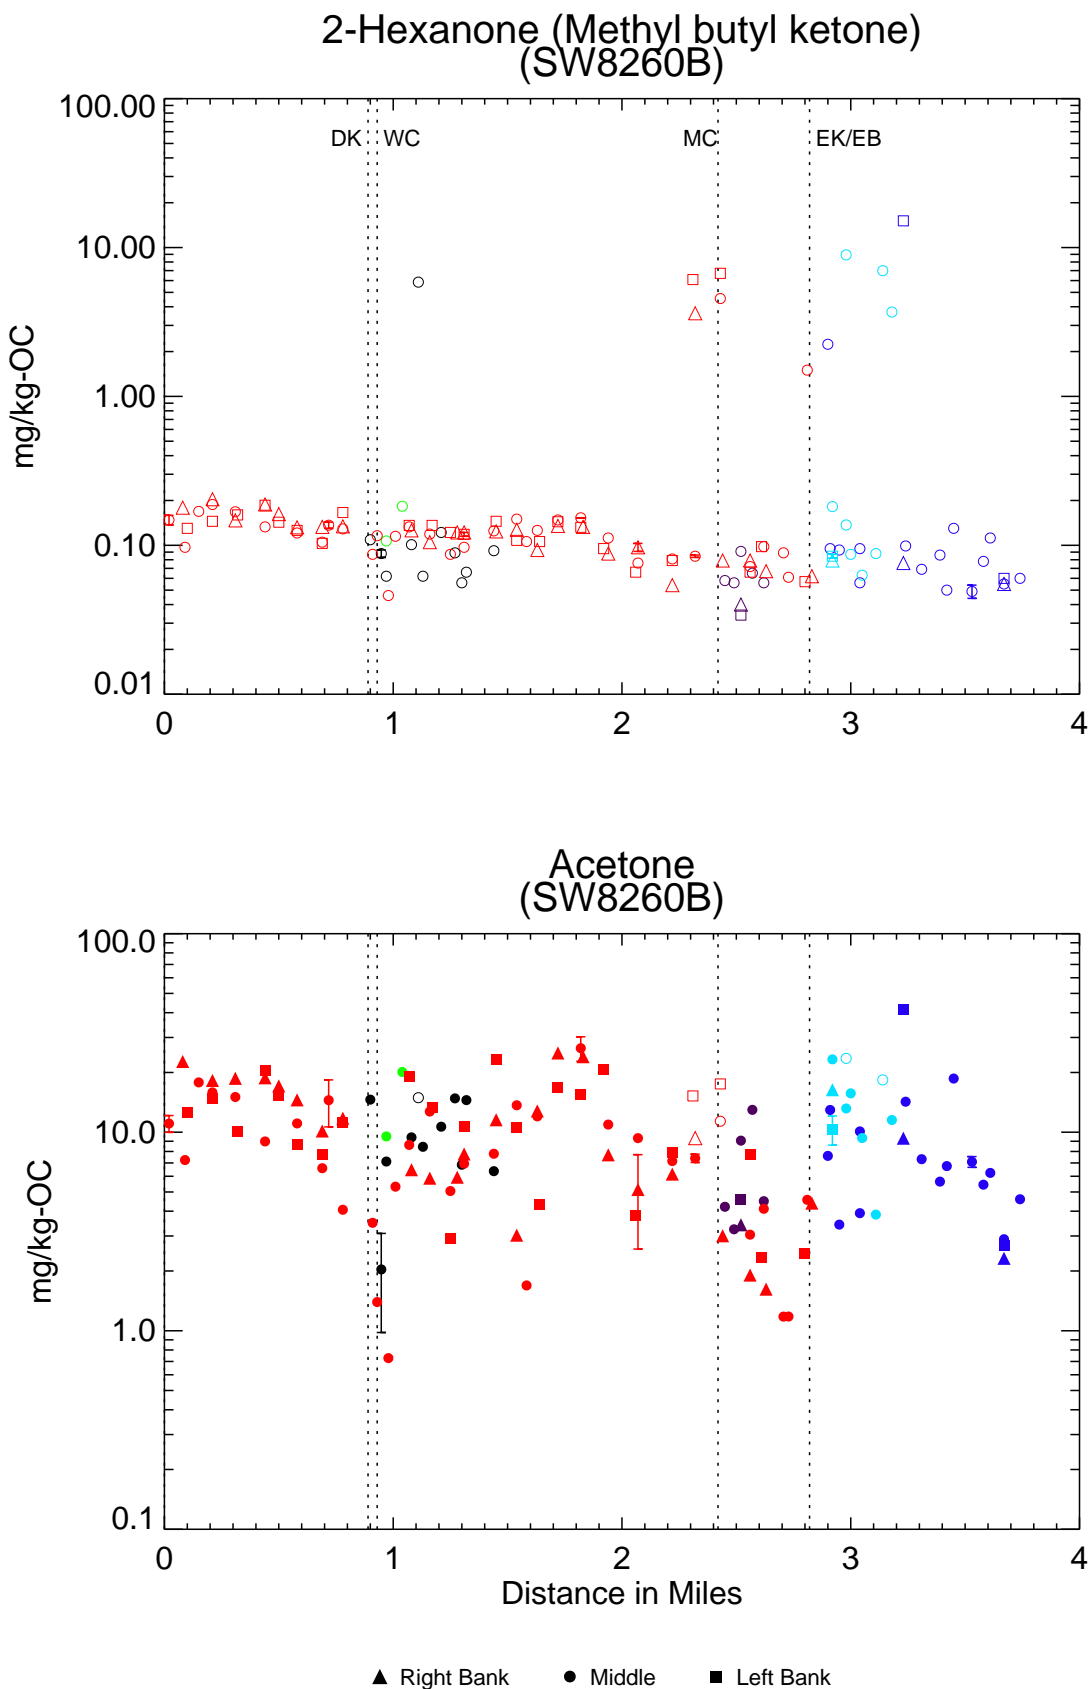 2-Hexanone (Methyl butyl ketone)
(SW8260B)
100.00
DK WC MC EK/EB
10.00
mg/kg-OC
1.00
0.10
0.01
0 1 2 3 4
Acetone
(SW8260B)
100.0
10.0
mg/kg-OC
1.0
0.1
0 1 2 3 4
Distance in Miles
Right Bank Middle Left Bank